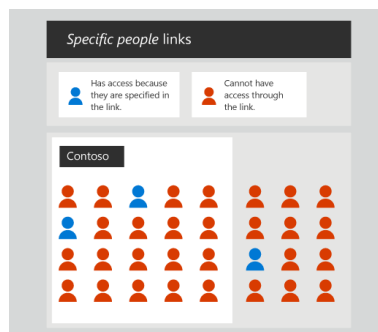 Specific people links
Has access because
they are specified in
the link.
Cannot have
access through
the link.
Contoso